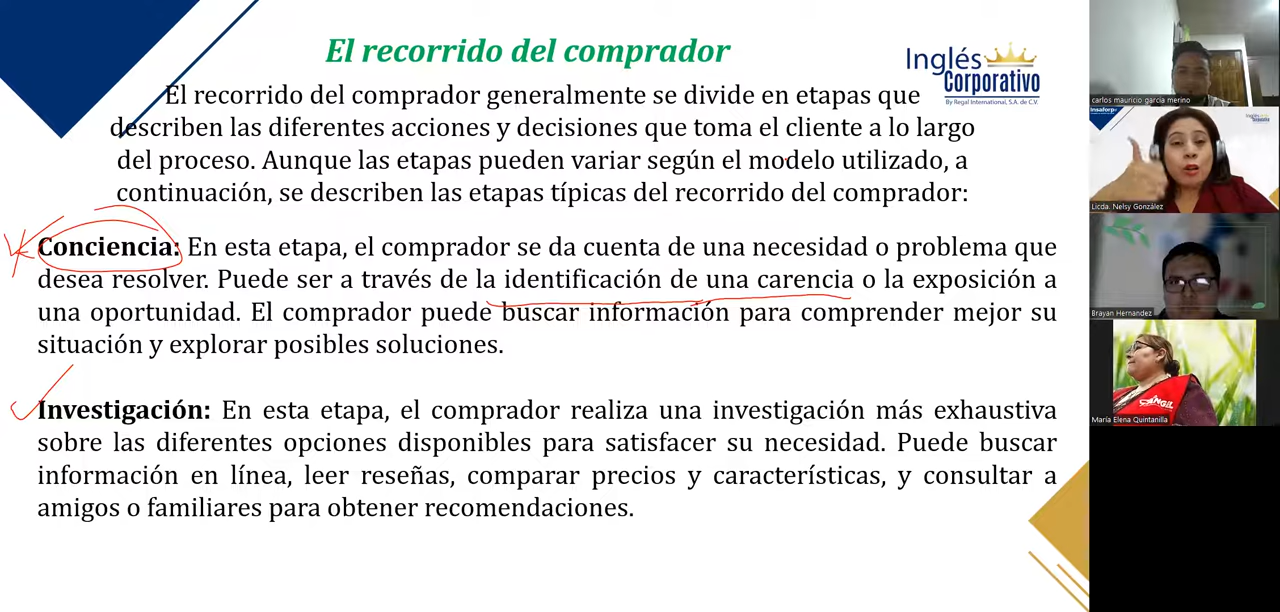 El recorrido del comprador
Inglés
Corporativo
By Regal International, S.A. de C.V.
El recorrido del comprador generalmente se divide en etapas que
describen las diferentes acciones y decisiones que toma el cliente a lo largo
del proceso. Aunque las etapas pueden variar según el modelo utilizado, a
continuación, se describen las etapas típicas del recorrido del comprador:
Conciencia: En esta etapa, el comprador se da cuenta de una necesidad o problema que
desea resolver. Puede ser a través de la identificación de una carencia o la exposición a
una oportunidad. El comprador puede buscar información para comprender mejor su
situación y explorar posibles soluciones.
Investigación: En esta etapa, el comprador realiza una investigación más exhaustiva
sobre las diferentes opciones disponibles para satisfacer su necesidad. Puede buscar
información en línea, leer reseñas, comparar precios y características, y consultar a
amigos o familiares para obtener recomendaciones.
carlos mauricio garcia merino
insaforp
Licda. Nelsy González
Brayan Hernandez
María Elena Quintanilla